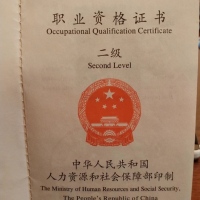 职业资格证书
Occupational Qualification Certificate
二级
Second Level
中华人民共和国
人力资源和社会保障部印制
The Ministry of Human Resources and Social Security,
The People's Republic of China